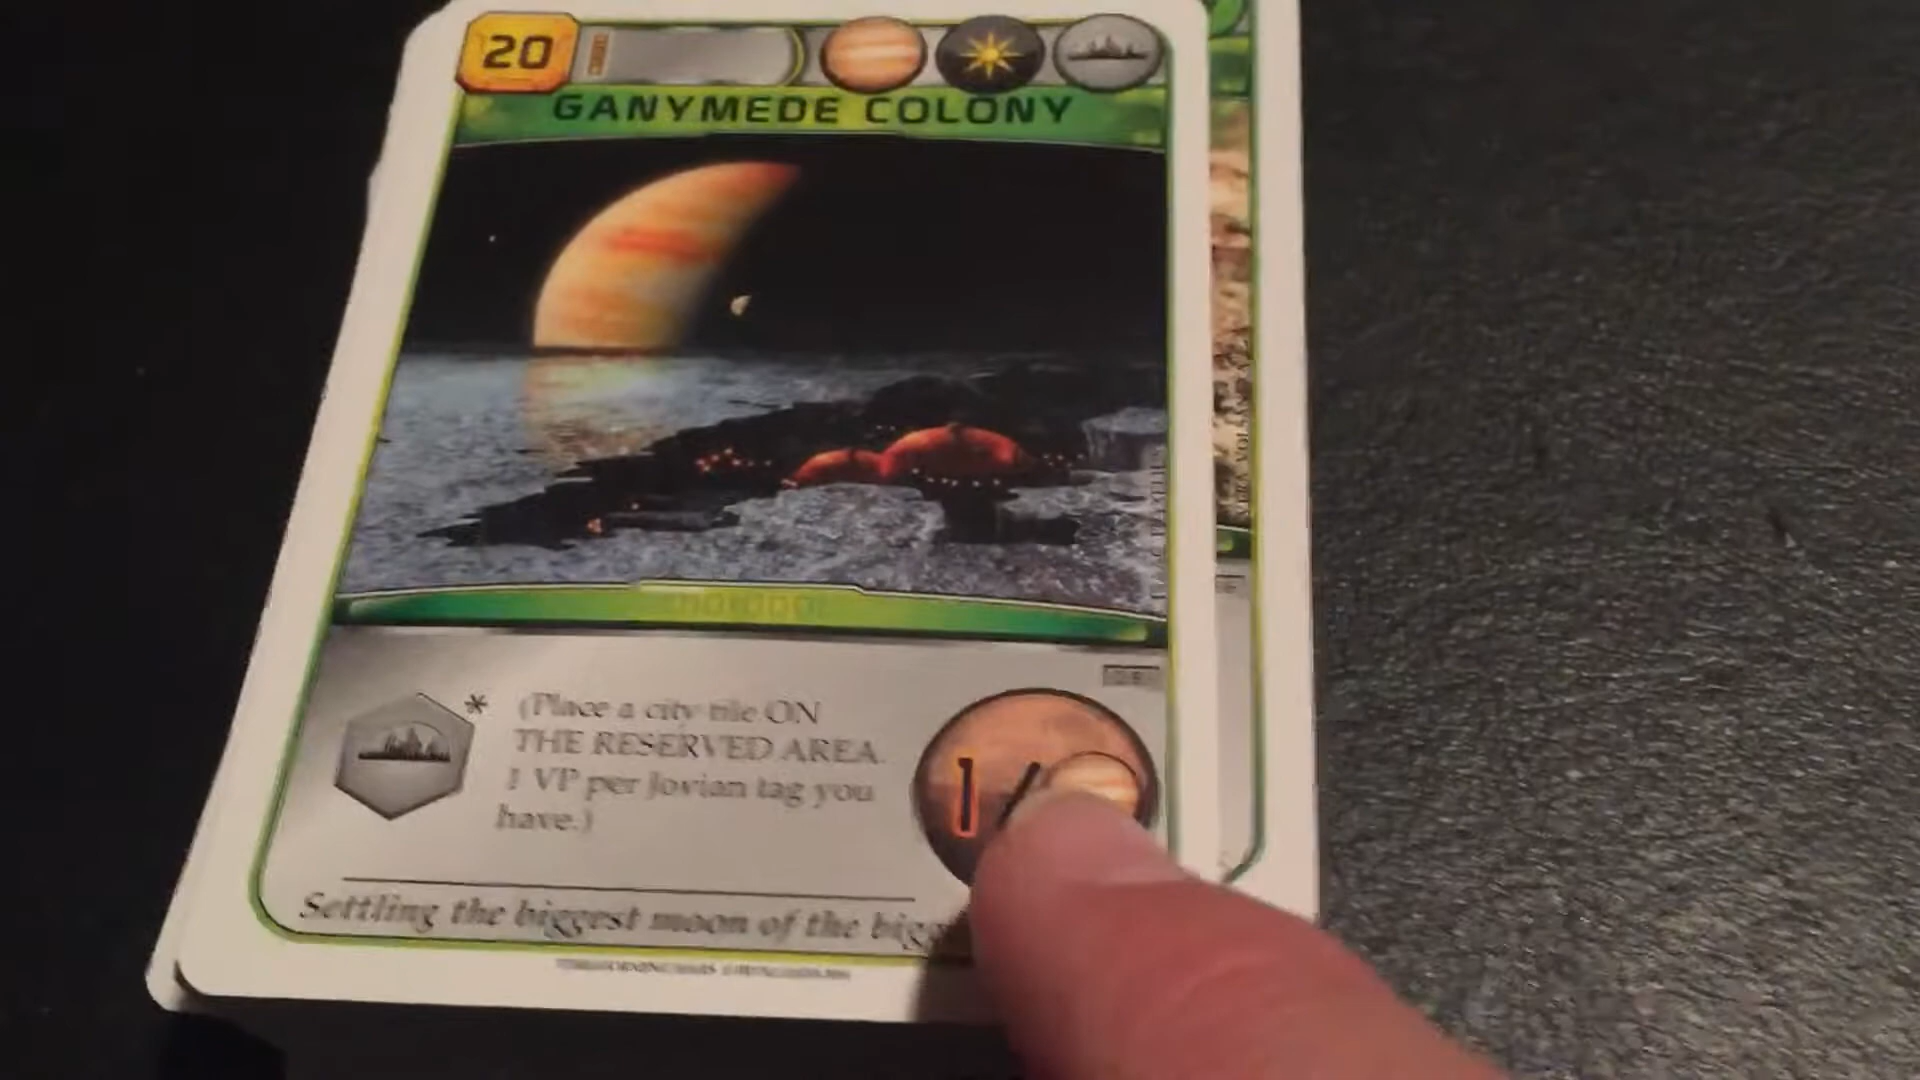 20
GANYMEDE COLONY
* (Place a city tile ON
THE RESERVED AREA.
1 VP per Jovian tag you
have.)
1 /
Settling the biggest moon of the bigg